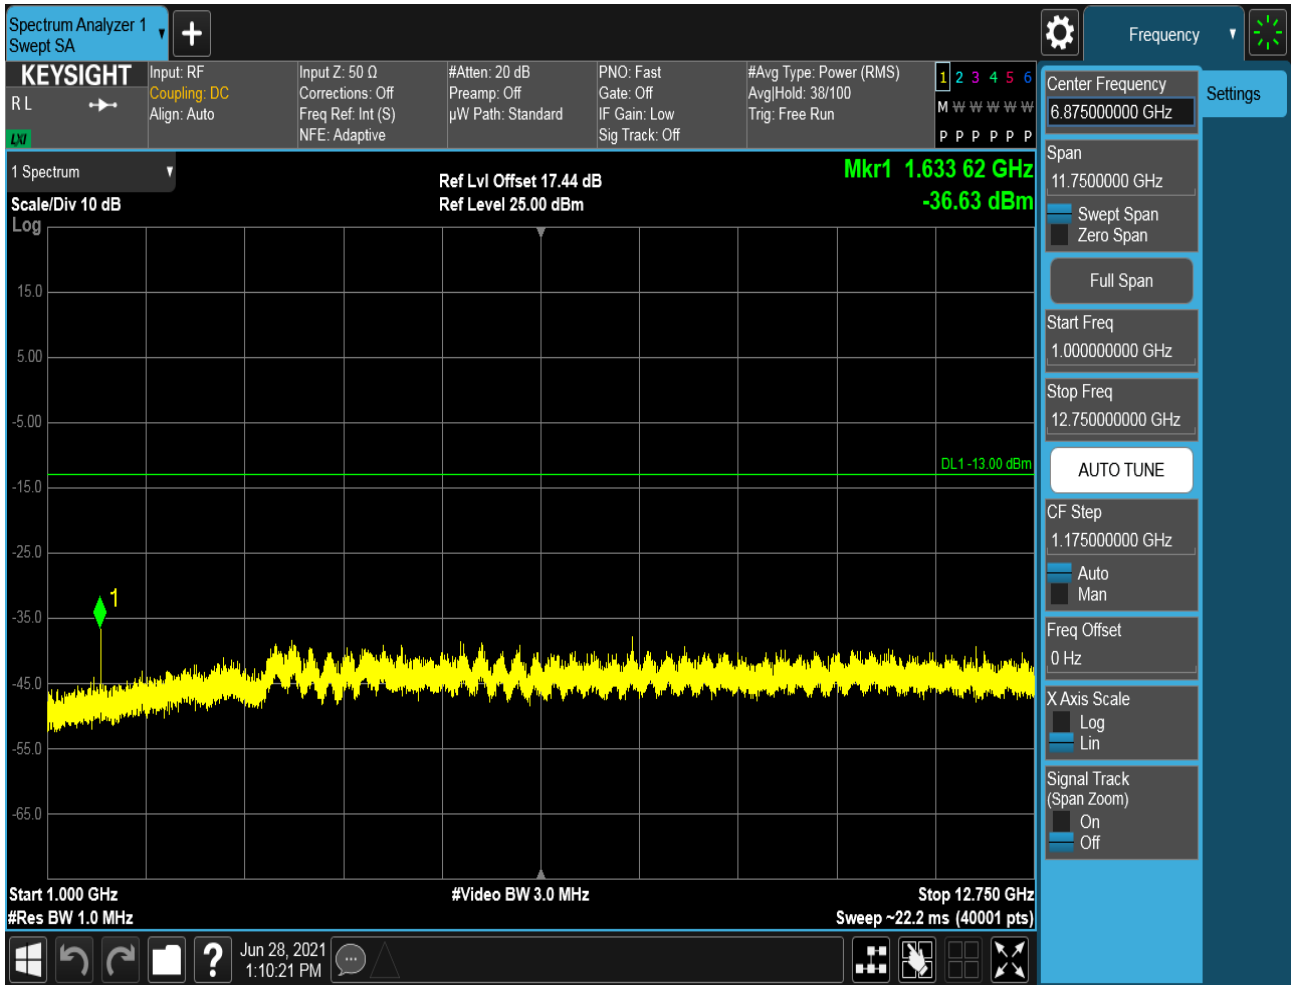 Spectrum Analyzer 1
Swept SA
Frequency
KEYSIGHT
R L
LXI
Input: RF
Coupling: DC
Align: Auto
Input Z: 50 Ω
Corrections: Off
Freq Ref: Int (S)
NFE: Adaptive
#Atten: 20 dB
Preamp: Off
µW Path: Standard
PNO: Fast
Gate: Off
IF Gain: Low
Sig Track: Off
#Avg Type: Power (RMS)
Avg|Hold: 38/100
Trig: Free Run
1 2 3 4 5 6
M W W W W W
P P P P P P
1 Spectrum
Scale/Div 10 dB
Log
Ref Lvl Offset 17.44 dB
Ref Level 25.00 dBm
Mkr1 1.633 62 GHz
-36.63 dBm
15.0
5.00
-5.00
DL1 -13.00 dBm
-15.0
-25.0
1
-35.0
-45.0
-55.0
-65.0
Start 1.000 GHz
#Res BW 1.0 MHz
#Video BW 3.0 MHz
Stop 12.750 GHz
Sweep ~22.2 ms (40001 pts)
Center Frequency
6.875000000 GHz
Settings
Span
11.7500000 GHz
Swept Span
Zero Span
Full Span
Start Freq
1.000000000 GHz
Stop Freq
12.750000000 GHz
AUTO TUNE
CF Step
1.175000000 GHz
Auto
Man
Freq Offset
0 Hz
X Axis Scale
Log
Lin
Signal Track
(Span Zoom)
On
Off
?
Jun 28, 2021
1:10:21 PM